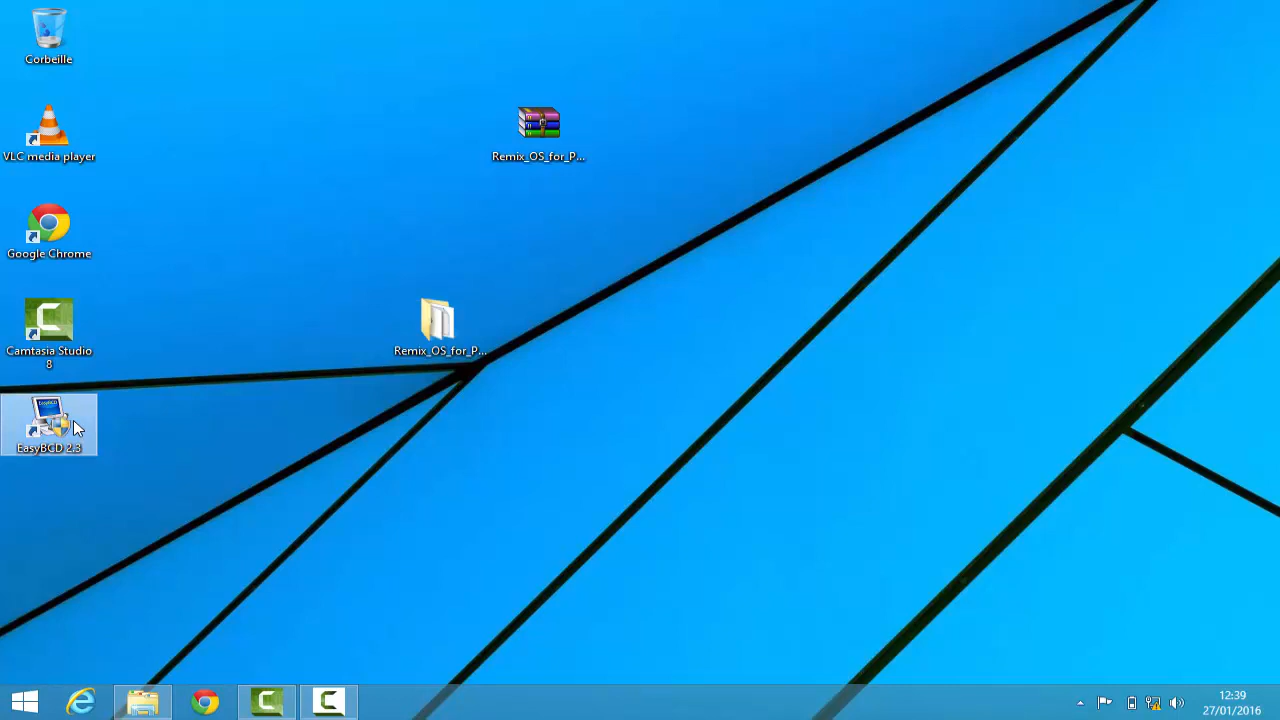 Corbeille
VLC media player
Google Chrome
Camtasia Studio
8
EasyBCD 2.3
Remix_OS_for_P...
Remix_OS_for_P...
12:39
27/01/2016